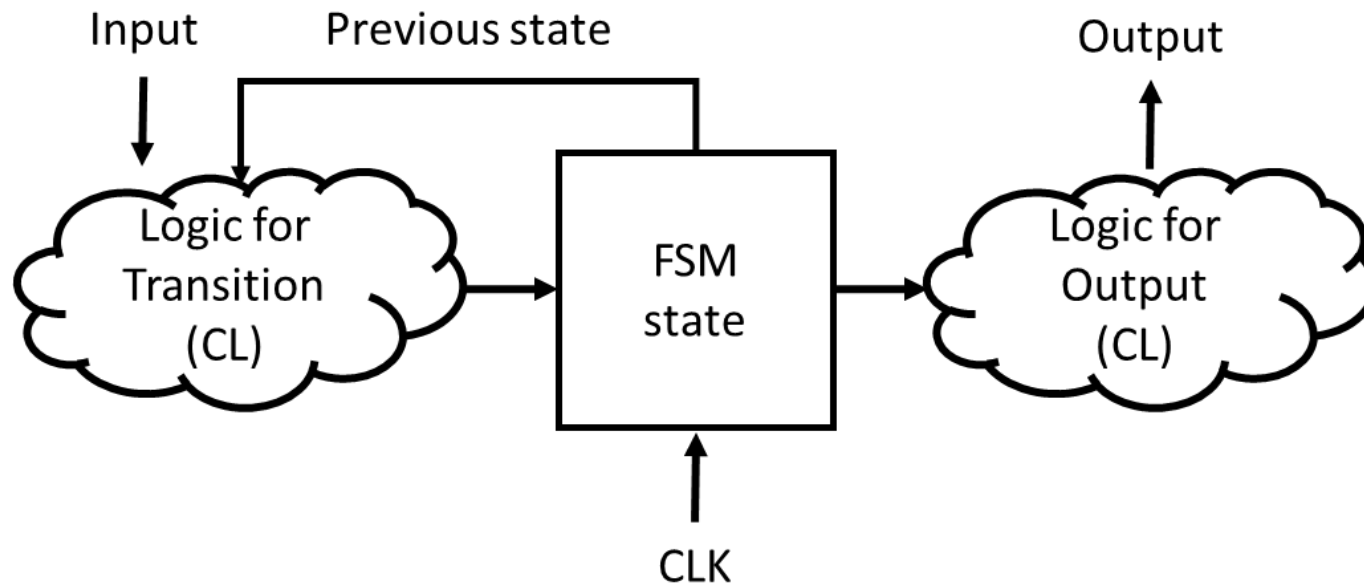 Input
Previous state
Output
Logic for
Transition
(CL)
FSM
state
Logic for
Output
(CL)
CLK